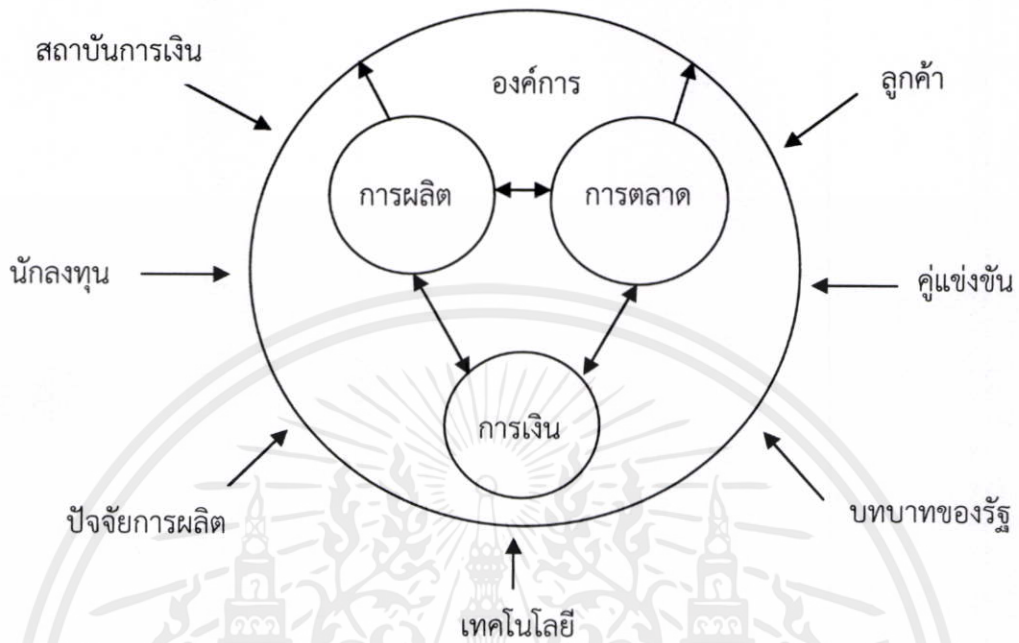 สถาบันการเงิน
องค์การ
ลูกค้า
การผลิต
การตลาด
นักลงทุน
คู่แข่งขัน
การเงิน
ปัจจัยการผลิต
บทบาทของรัฐ
เทคโนโลยี